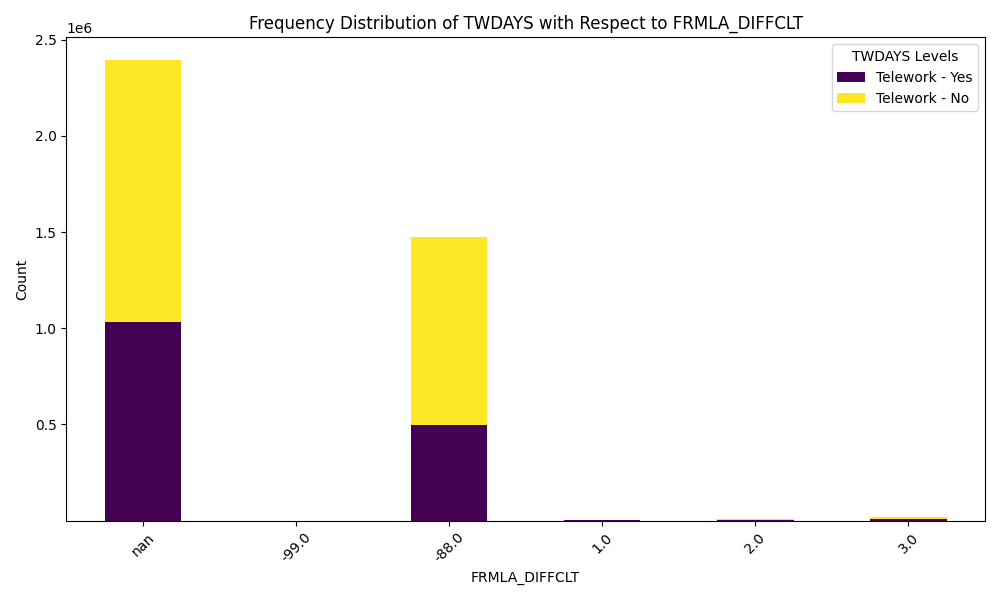 Frequency Distribution of TWDAYS with Respect to FRMLA_DIFFCLT
1e6
2.5
2.0
1.5
1.0
0.5
Count
TWDAYS Levels
Telework - Yes
Telework - No
nan
-99.0
-88.0
1.0
2.0
3.0
FRMLA_DIFFCLT